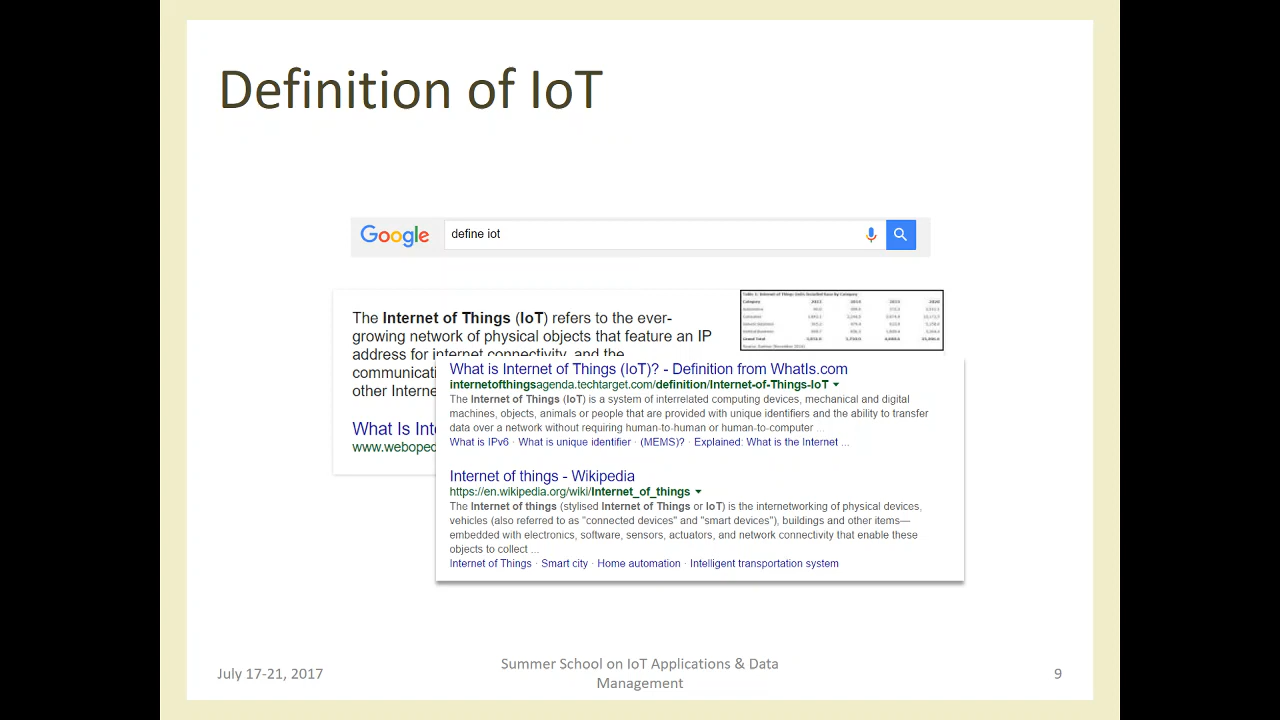 Definition of IoT
Google
define iot
The Internet of Things (IoT) refers to the ever-
growing network of physical objects that feature an IP
address for internet connectivity, and the
communicati
other Interne
What Is Inte
www.weboped
Category
Grand Total
What is Internet of Things (IoT)? - Definition from WhatIs.com
internetofthingsagenda.techtarget.com/definition/Internet-of-Things-IoT
The Internet of Things (IoT) is a system of interrelated computing devices, mechanical and digital
machines, objects, animals or people that are provided with unique identifiers and the ability to transfer
data over a network without requiring human-to-human or human-to-computer ...
What is IPv6 · What is unique identifier · (MEMS)? · Explained: What is the Internet ...
Internet of things - Wikipedia
https://en.wikipedia.org/wiki/Internet_of_things
The Internet of things (stylised Internet of Things or IoT) is the internetworking of physical devices,
vehicles (also referred to as "connected devices" and "smart devices"), buildings and other items—
embedded with electronics, software, sensors, actuators, and network connectivity that enable these
objects to collect ...
Internet of Things · Smart city · Home automation · Intelligent transportation system
July 17-21, 2017
Summer School on IoT Applications & Data
Management
9